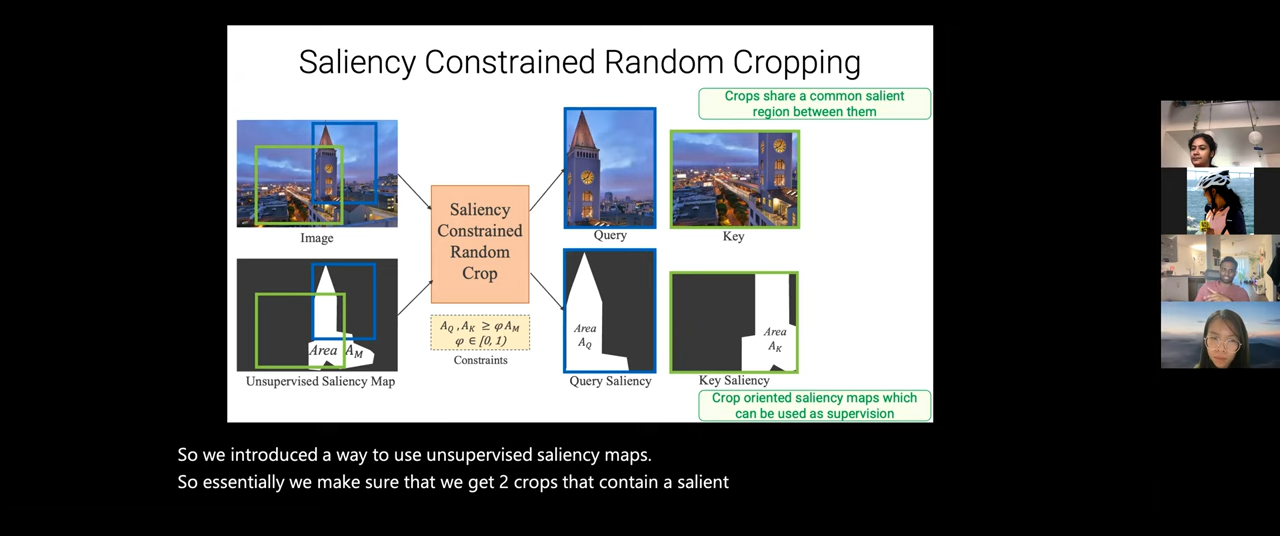 Saliency Constrained Random Cropping
Crops share a common salient
region between them
Image
Saliency
Constrained
Random
Crop
Query
Key
Area A_M
A_Q , A_K ≥ φ A_M
φ ∈ [0, 1)
Constraints
Area
A_Q
Area
A_K
Unsupervised Saliency Map
Query Saliency
Key Saliency
Crop oriented saliency maps which
can be used as supervision
So we introduced a way to use unsupervised saliency maps.
So essentially we make sure that we get 2 crops that contain a salient